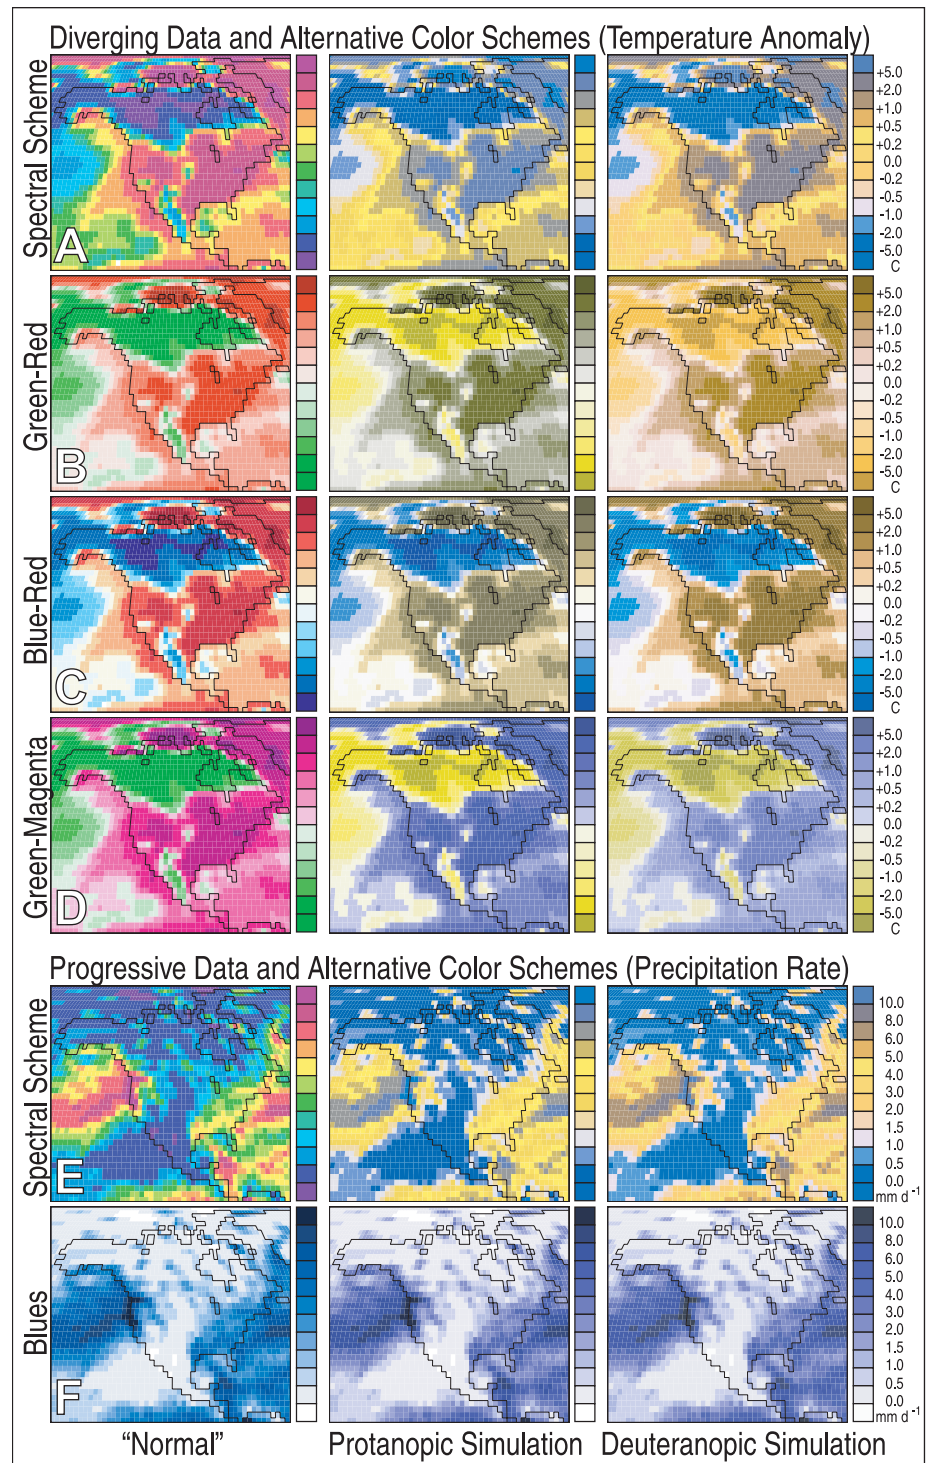 Diverging Data and Alternative Color Schemes (Temperature Anomaly)
Spectral Scheme
A
+5.0
+2.0
+1.0
+0.5
+0.2
0.0
-0.2
-0.5
-1.0
-2.0
-5.0
C
Green-Red
B
+5.0
+2.0
+1.0
+0.5
+0.2
0.0
-0.2
-0.5
-1.0
-2.0
-5.0
C
Blue-Red
C
+5.0
+2.0
+1.0
+0.5
+0.2
0.0
-0.2
-0.5
-1.0
-2.0
-5.0
C
Green-Magenta
D
+5.0
+2.0
+1.0
+0.5
+0.2
0.0
-0.2
-0.5
-1.0
-2.0
-5.0
C
Progressive Data and Alternative Color Schemes (Precipitation Rate)
Spectral Scheme
E
10.0
8.0
6.0
5.0
4.0
3.0
2.0
1.5
1.0
0.5
0.0
mm d⁻¹
Blues
F
10.0
8.0
6.0
5.0
4.0
3.0
2.0
1.5
1.0
0.5
0.0
mm d⁻¹
“Normal”
Protanopic Simulation
Deuteranopic Simulation